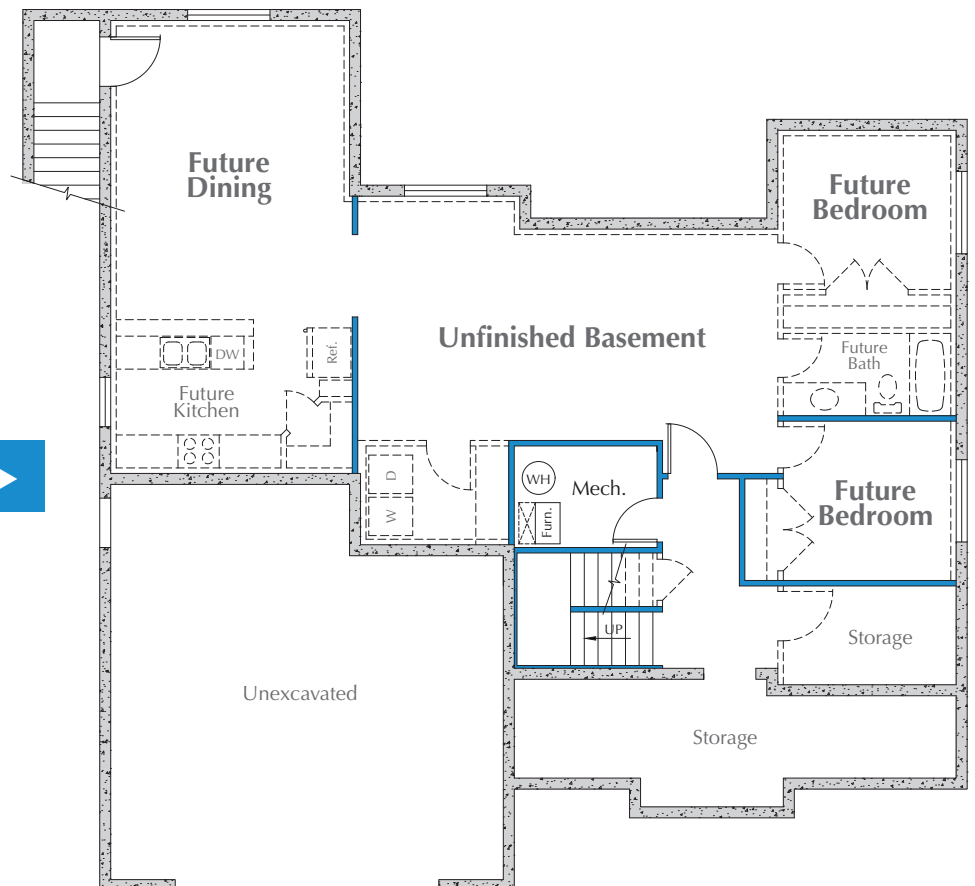 Future
Dining
Future
Bedroom
Unfinished Basement
Ref.
DW
Future
Bath
Future
Kitchen
D
W
WH
Mech.
Furn.
Future
Bedroom
UP
Storage
Unexcavated
Storage